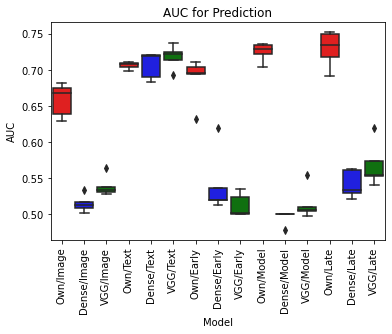 AUC for Prediction
AUC
0.75
0.70
0.65
0.60
0.55
0.50
Own/Image
Dense/Image
VGG/Image
Own/Text
Dense/Text
VGG/Text
Own/Early
Dense/Early
VGG/Early
Own/Model
Dense/Model
VGG/Model
Own/Late
Dense/Late
VGG/Late
Model